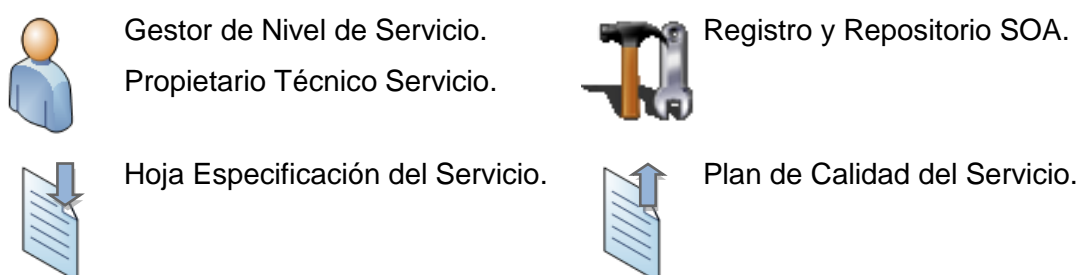 Gestor de Nivel de Servicio.
Propietario Técnico Servicio.
Registro y Repositorio SOA.
Hoja Especificación del Servicio.
Plan de Calidad del Servicio.